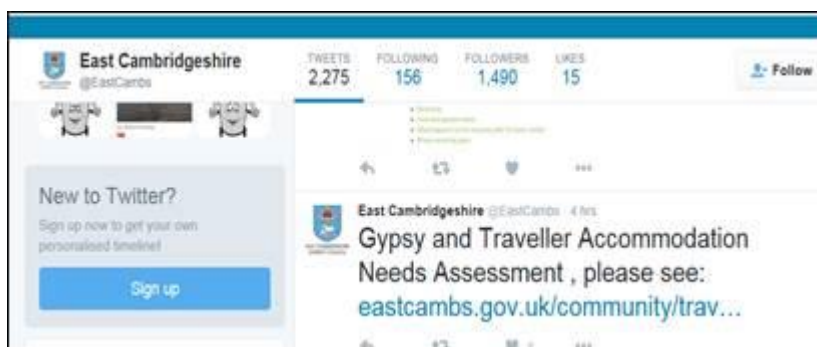 East Cambridgeshire
@EastCambs
TWEETS
2,275
FOLLOWING
156
FOLLOWERS
1,490
LIKES
15
Follow
New to Twitter?
Sign up now to get your own
personalised timeline!
Sign up
East Cambridgeshire @EastCambs · 4 hrs
Gypsy and Traveller Accommodation
Needs Assessment , please see:
eastcambs.gov.uk/community/trav…